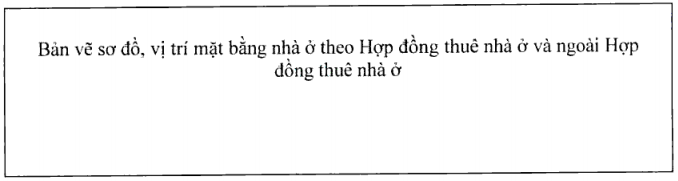 Bản vẽ sơ đồ, vị trí mặt bằng nhà ở theo Hợp đồng thuê nhà ở và ngoài Hợp
đồng thuê nhà ở